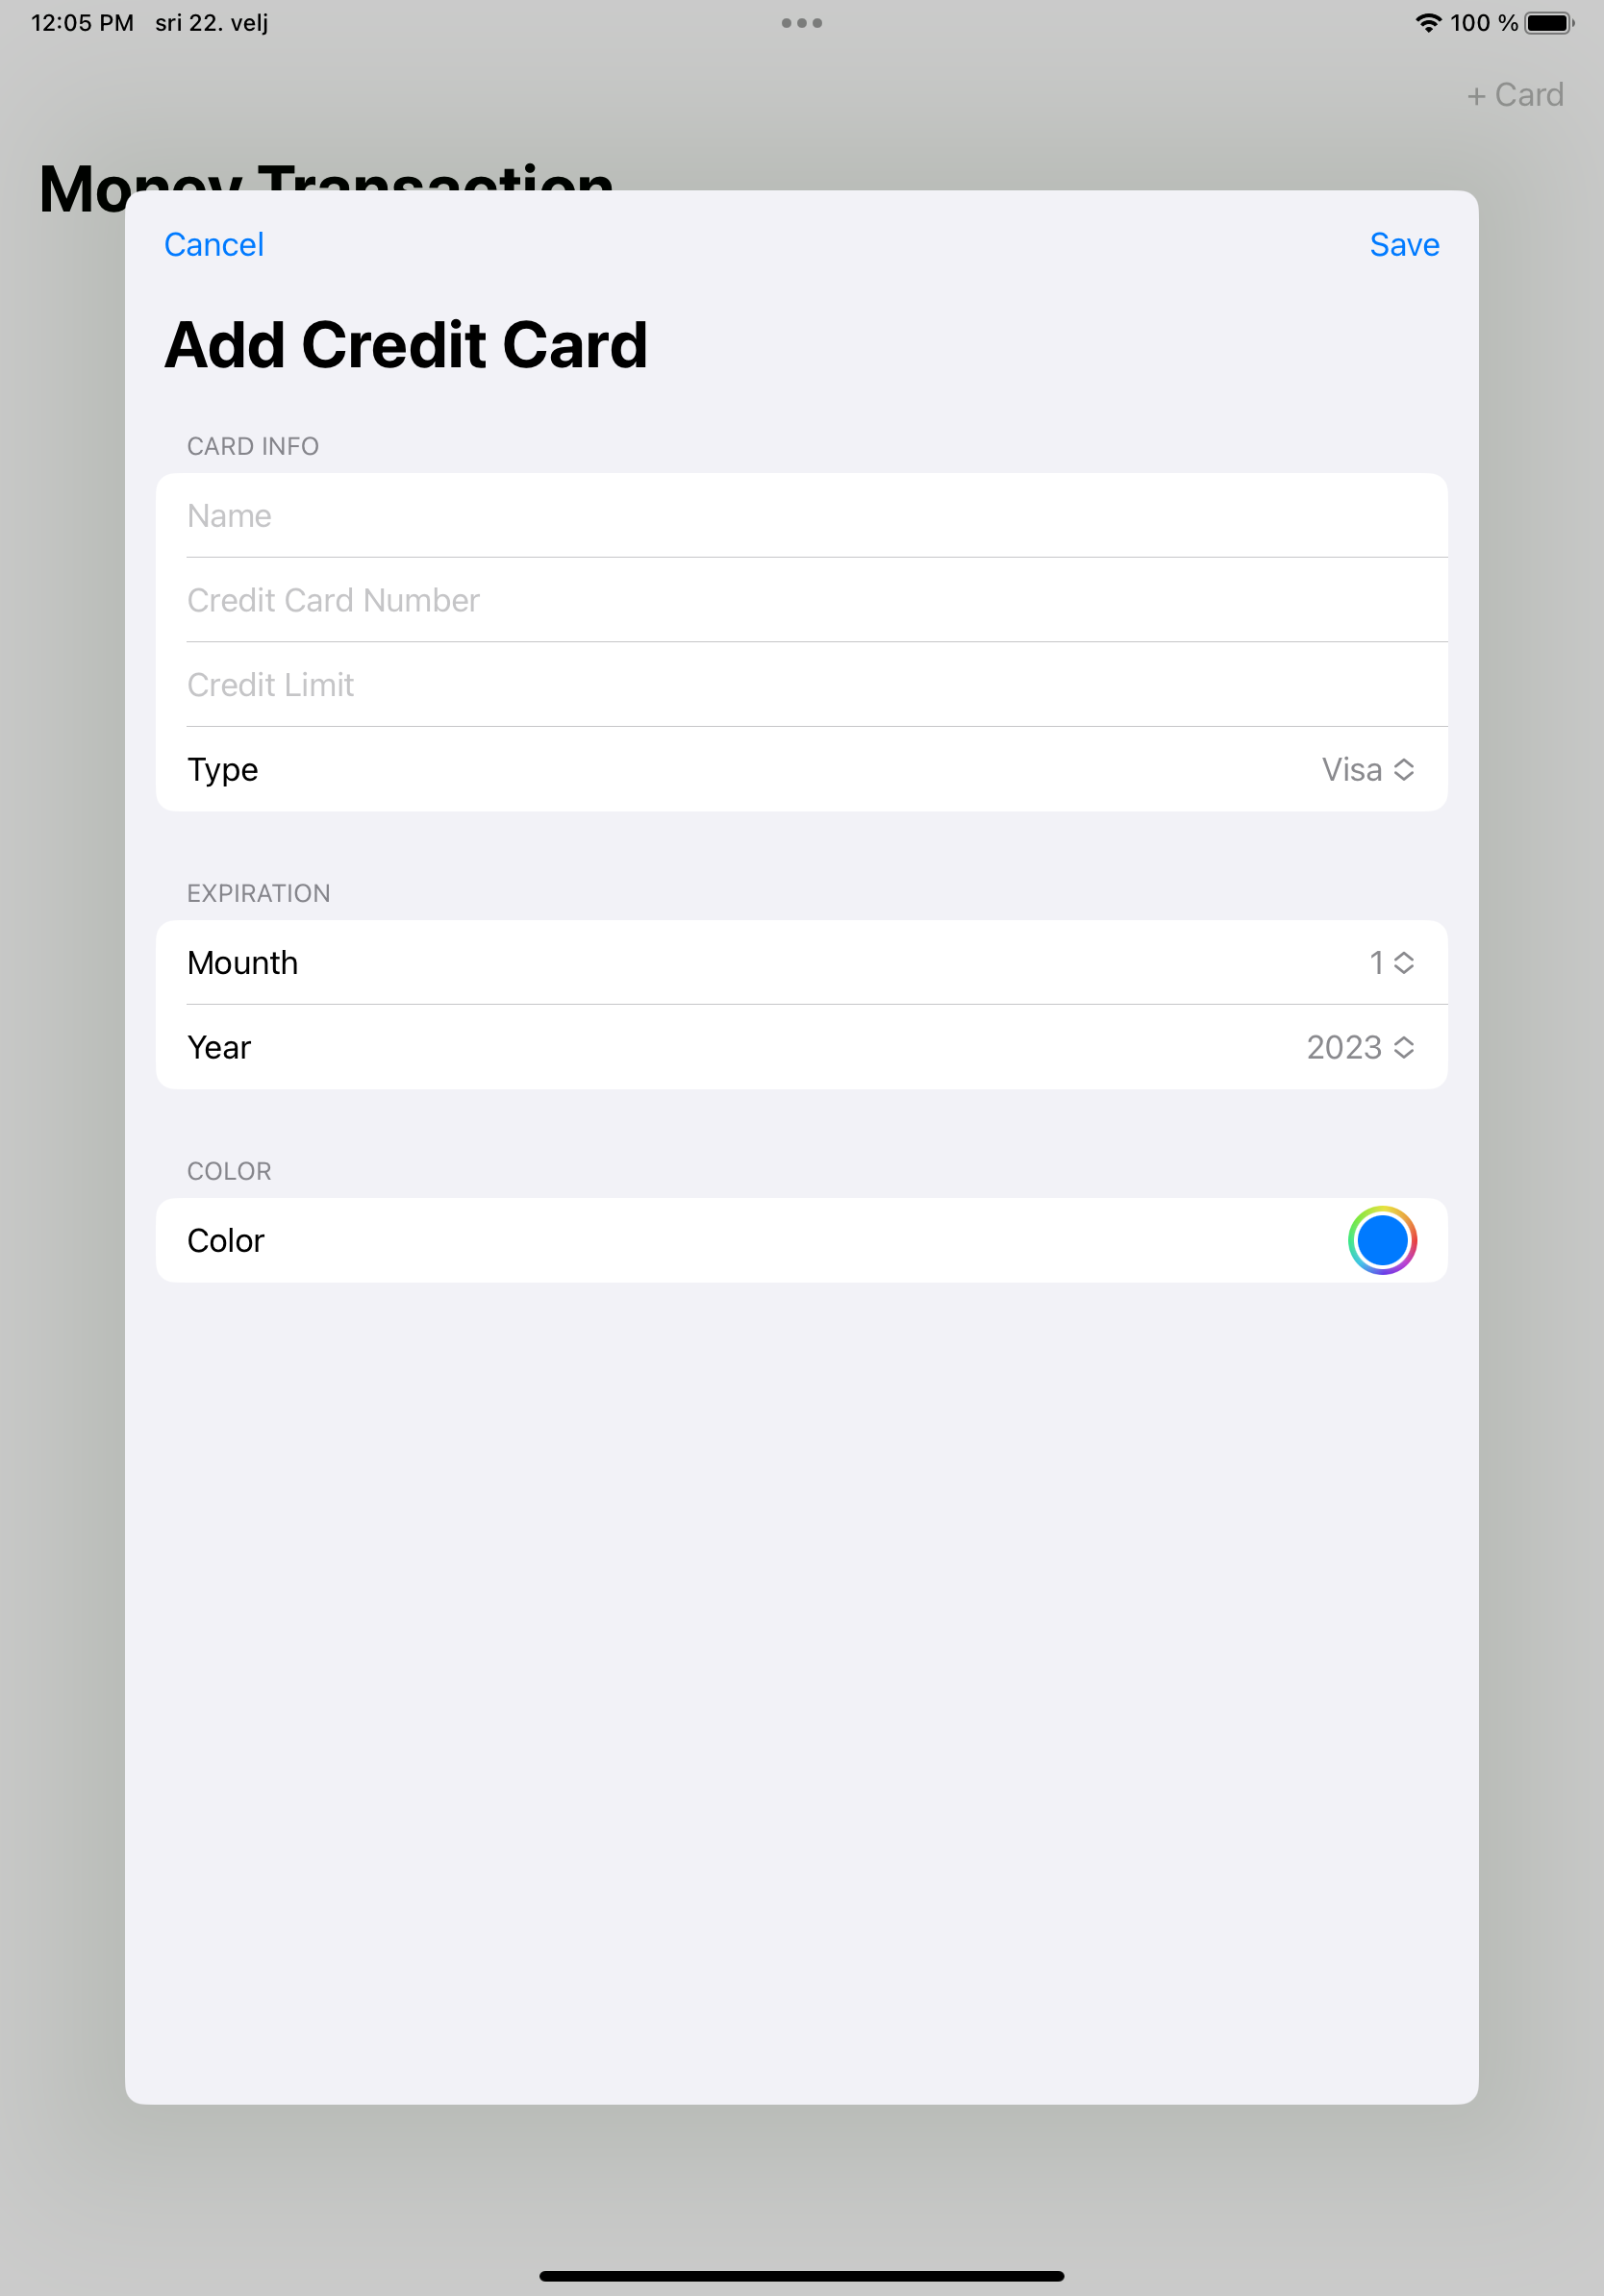 12:05 PM sri 22. velj 100 %
+ Card
Money Transaction
Cancel Save
Add Credit Card
CARD INFO
Name
Credit Card Number
Credit Limit
Type Visa
EXPIRATION
Mounth 1
Year 2023
COLOR
Color